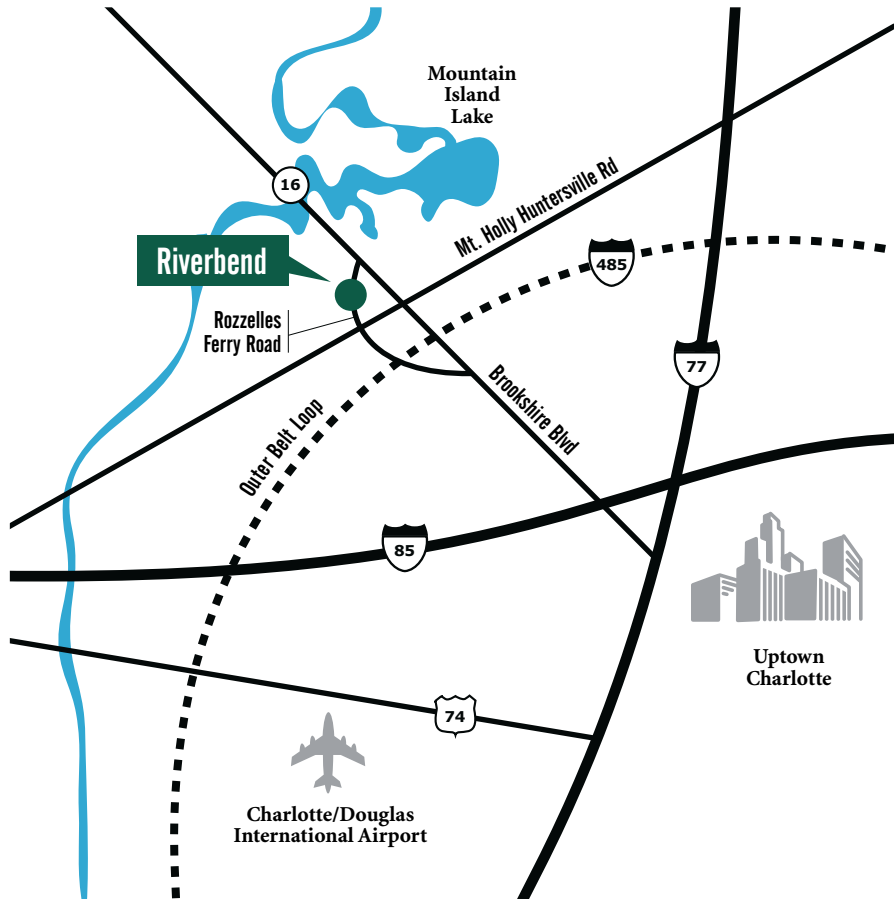 Mountain
Island
Lake
16
Mt. Holly Huntersville Rd
Riverbend
485
Rozzelles
Ferry Road
77
Brookshire Blvd
Outer Belt Loop
85
Uptown
Charlotte
74
Charlotte/Douglas
International Airport